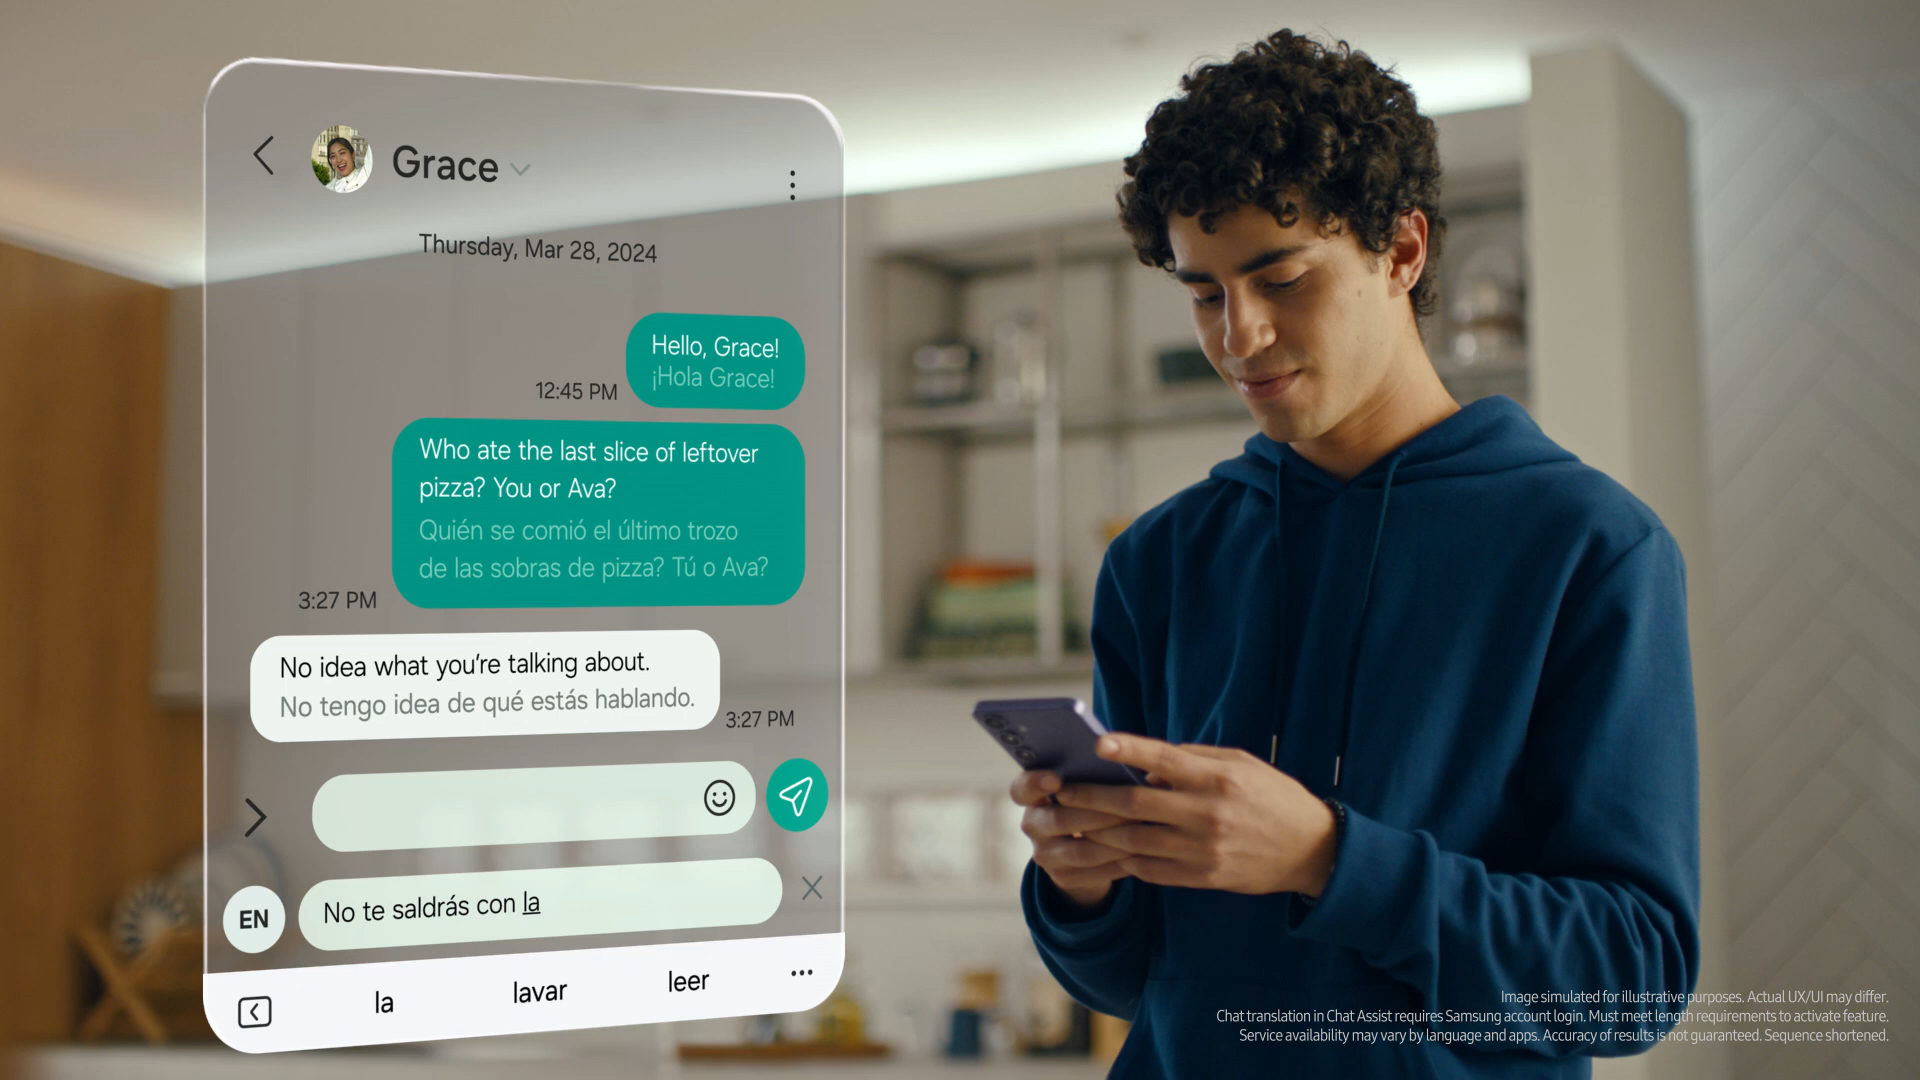 Grace
Thursday, Mar 28, 2024
Hello, Grace!
¡Hola Grace!
12:45 PM
Who ate the last slice of leftover
pizza? You or Ava?
Quién se comió el último trozo
de las sobras de pizza? Tú o Ava?
3:27 PM
No idea what you're talking about.
No tengo idea de qué estás hablando.
3:27 PM
EN
No te saldrás con la
la
lavar
leer
Image simulated for illustrative purposes. Actual UX/UI may differ.
Chat translation in Chat Assist requires Samsung account login. Must meet length requirements to activate feature.
Service availability may vary by language and apps. Accuracy of results is not guaranteed. Sequence shortened.